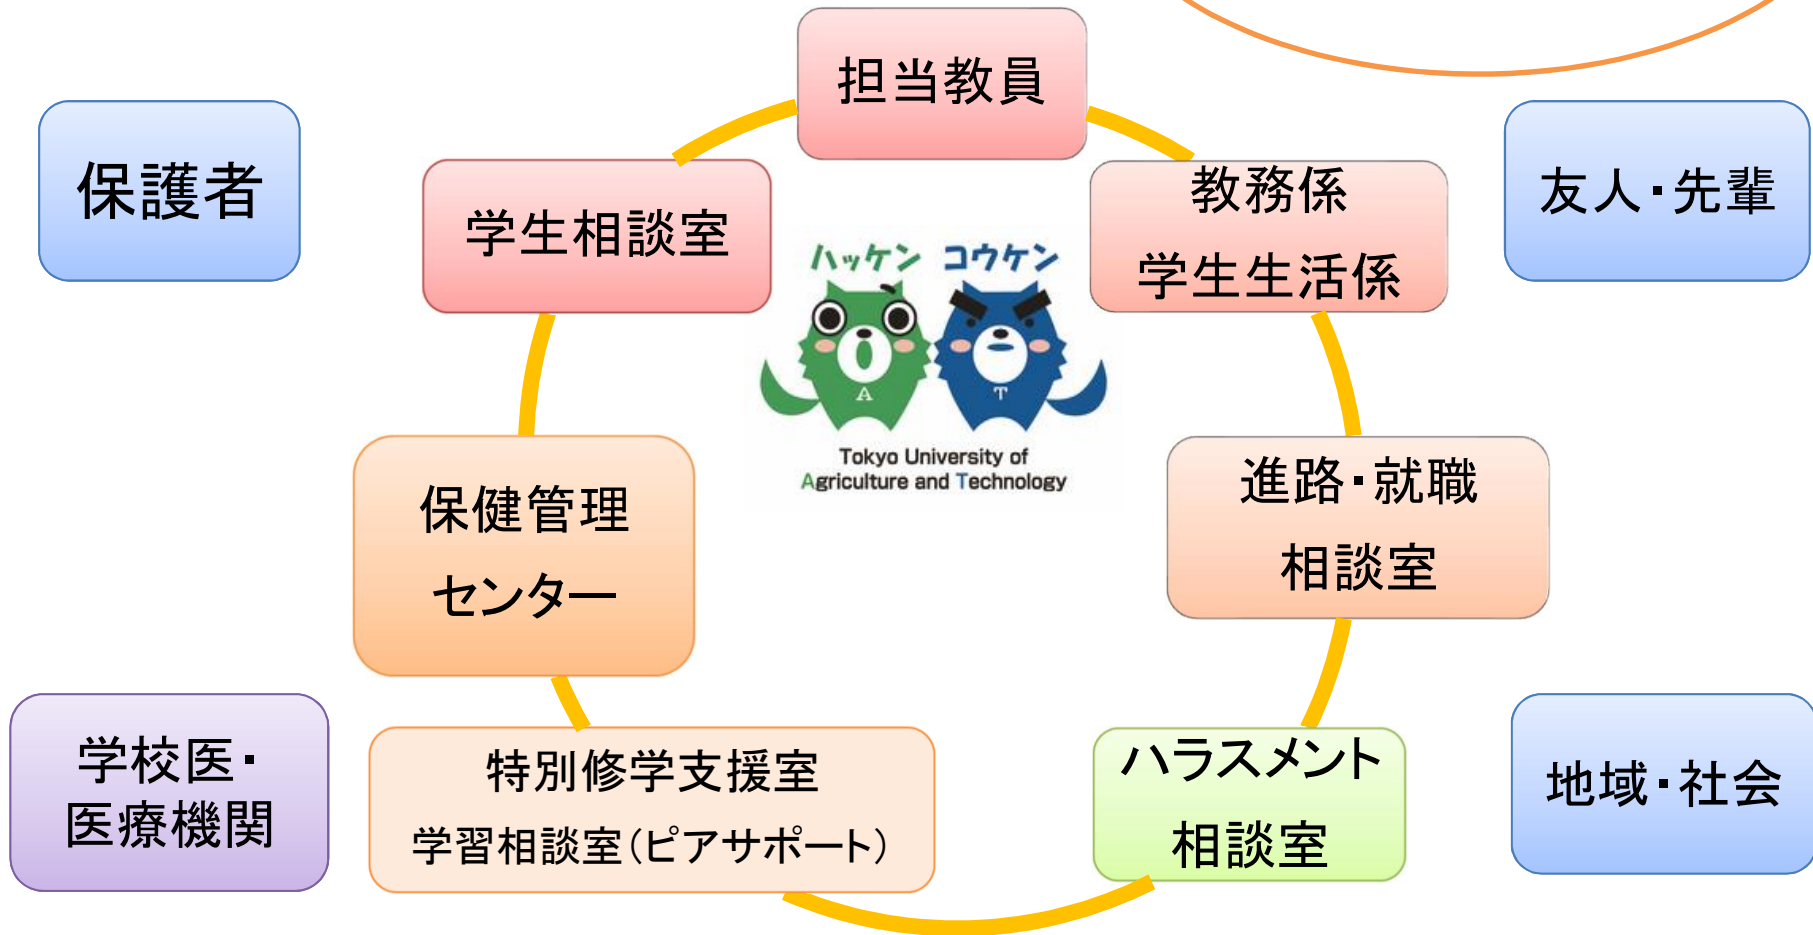 担当教員
保護者
学生相談室
教務係
学生生活係
友人・先輩
ハッケン コウケン
A
T
Tokyo University of
Agriculture and Technology
保健管理
センター
進路・就職
相談室
学校医・
医療機関
特別修学支援室
学習相談室(ピアサポート)
ハラスメント
相談室
地域・社会